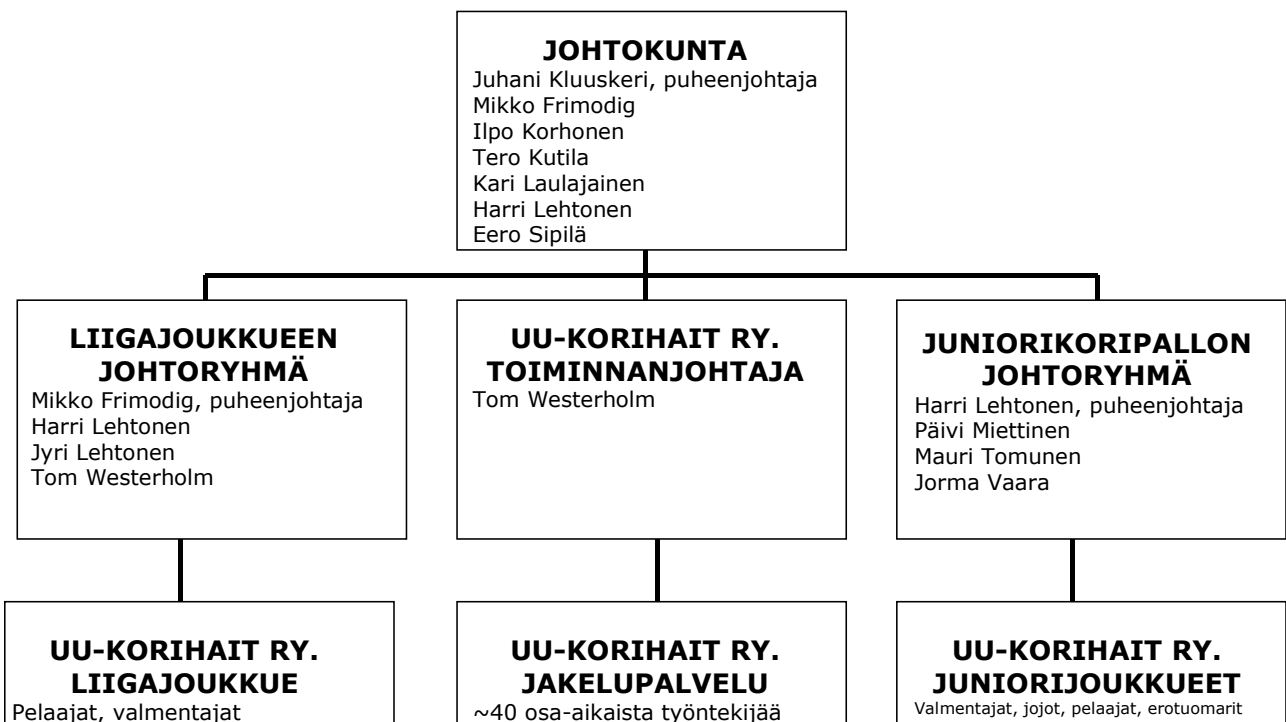 JOHTOKUNTA
Juhani Kluuskeri, puheenjohtaja
Mikko Frimodig
Ilpo Korhonen
Tero Kutila
Kari Laulajainen
Harri Lehtonen
Eero Sipilä
LIIGAJOUKKUEEN
JOHTORYHMÄ
Mikko Frimodig, puheenjohtaja
Harri Lehtonen
Jyri Lehtonen
Tom Westerholm
UU-KORIHAIT RY.
TOIMINNANJOHTAJA
Tom Westerholm
JUNIORIKORIPALLON
JOHTORYHMÄ
Harri Lehtonen, puheenjohtaja
Päivi Miettinen
Mauri Tomunen
Jorma Vaara
UU-KORIHAIT RY.
LIIGAJOUKKUE
Pelaajat, valmentajat
UU-KORIHAIT RY.
JAKELUPALVELU
~40 osa-aikaista työntekijää
UU-KORIHAIT RY.
JUNIORIJOUKKUEET
Valmentajat, jojot, pelaajat, erotuomarit